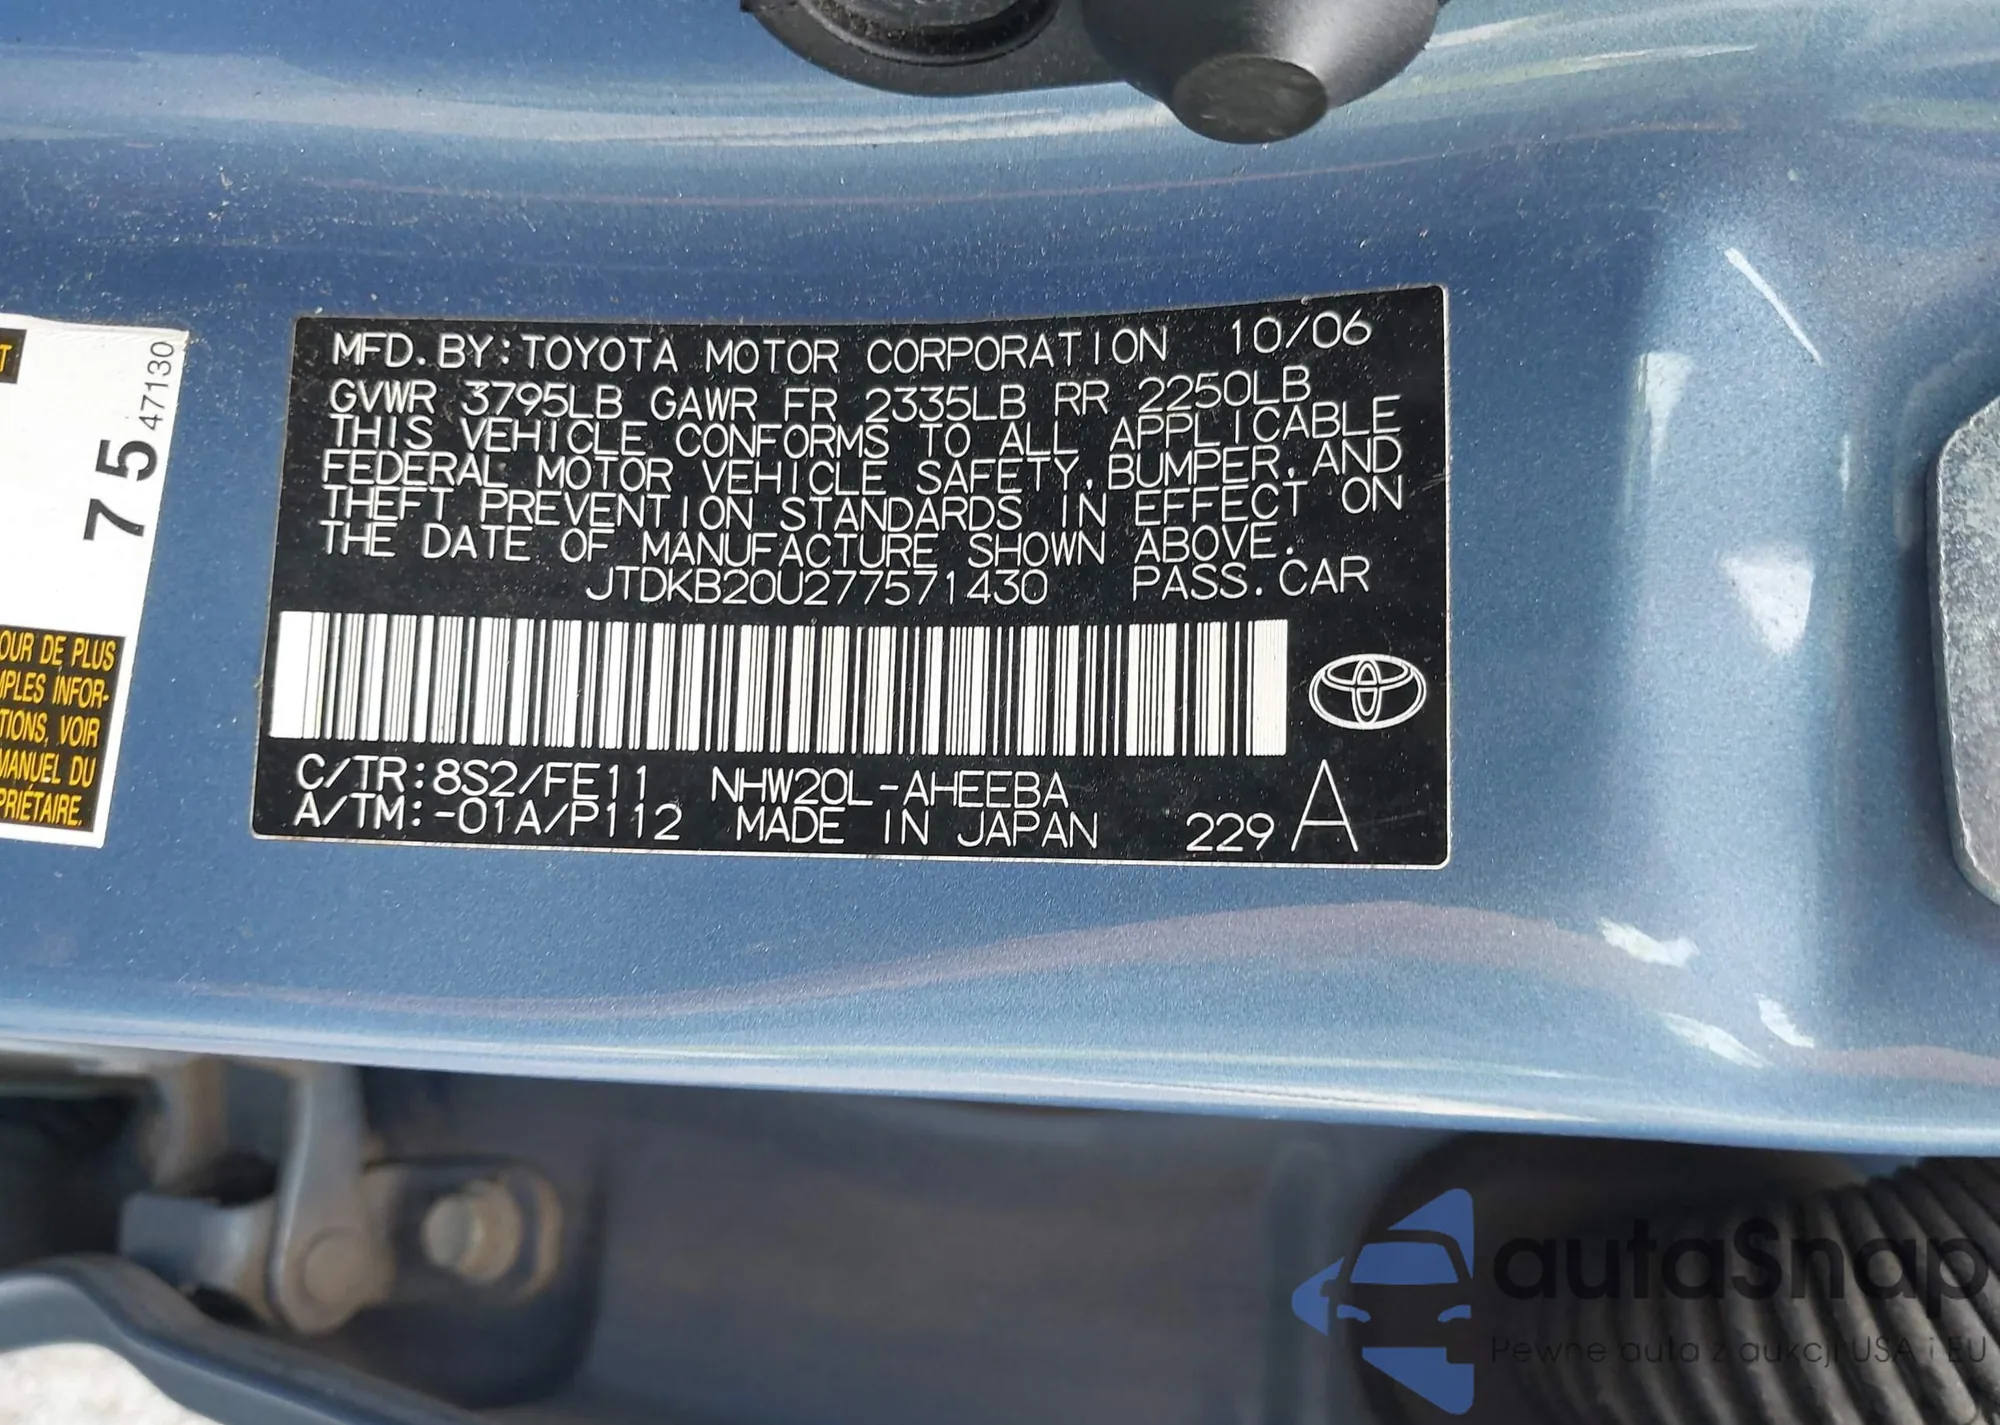 MFD. BY: TOYOTA MOTOR CORPORATION 10/06
GVWR 3795LB GAWR FR 2335LB RR 2250LB
THIS VEHICLE CONFORMS TO ALL APPLICABLE
FEDERAL MOTOR VEHICLE SAFETY, BUMPER, AND
THEFT PREVENTION STANDARDS IN EFFECT ON
THE DATE OF MANUFACTURE SHOWN ABOVE.
JTDKB20U277571430 PASS. CAR
C/TR:8S2/FE11 NHW20L-AHEEBA
A/TM:-01A/P112 MADE IN JAPAN 229 A
T
75 47130
OUR DE PLUS
MPLES INFOR-
TIONS, VOIR
MANUEL DU
PRIÉTAIRE.
autaSnap
Pewne auta z aukcji USA i EU